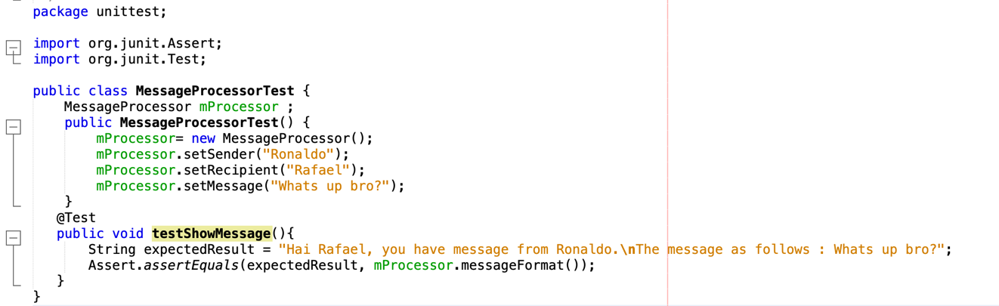 package unittest;
import org.junit.Assert;
import org.junit.Test;
public class MessageProcessorTest {
MessageProcessor mProcessor ;
public MessageProcessorTest() {
mProcessor= new MessageProcessor();
mProcessor.setSender("Ronaldo");
mProcessor.setRecipient("Rafael");
mProcessor.setMessage("Whats up bro?");
}
@Test
public void testShowMessage(){
String expectedResult = "Hai Rafael, you have message from Ronaldo.\nThe message as follows : Whats up bro?";
Assert.assertEquals(expectedResult, mProcessor.messageFormat());
}
}